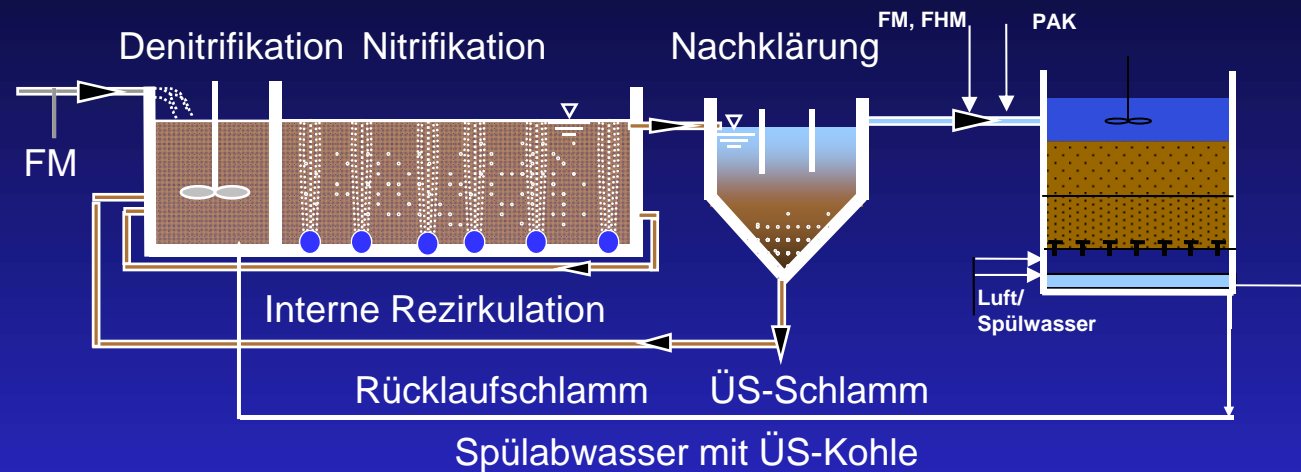 FM, FHM
PAK
Denitrifikation
Nitrifikation
Nachklärung
FM
Luft/
Spülwasser
Interne Rezirkulation
Rücklaufschlamm
ÜS-Schlamm
Spülabwasser mit ÜS-Kohle